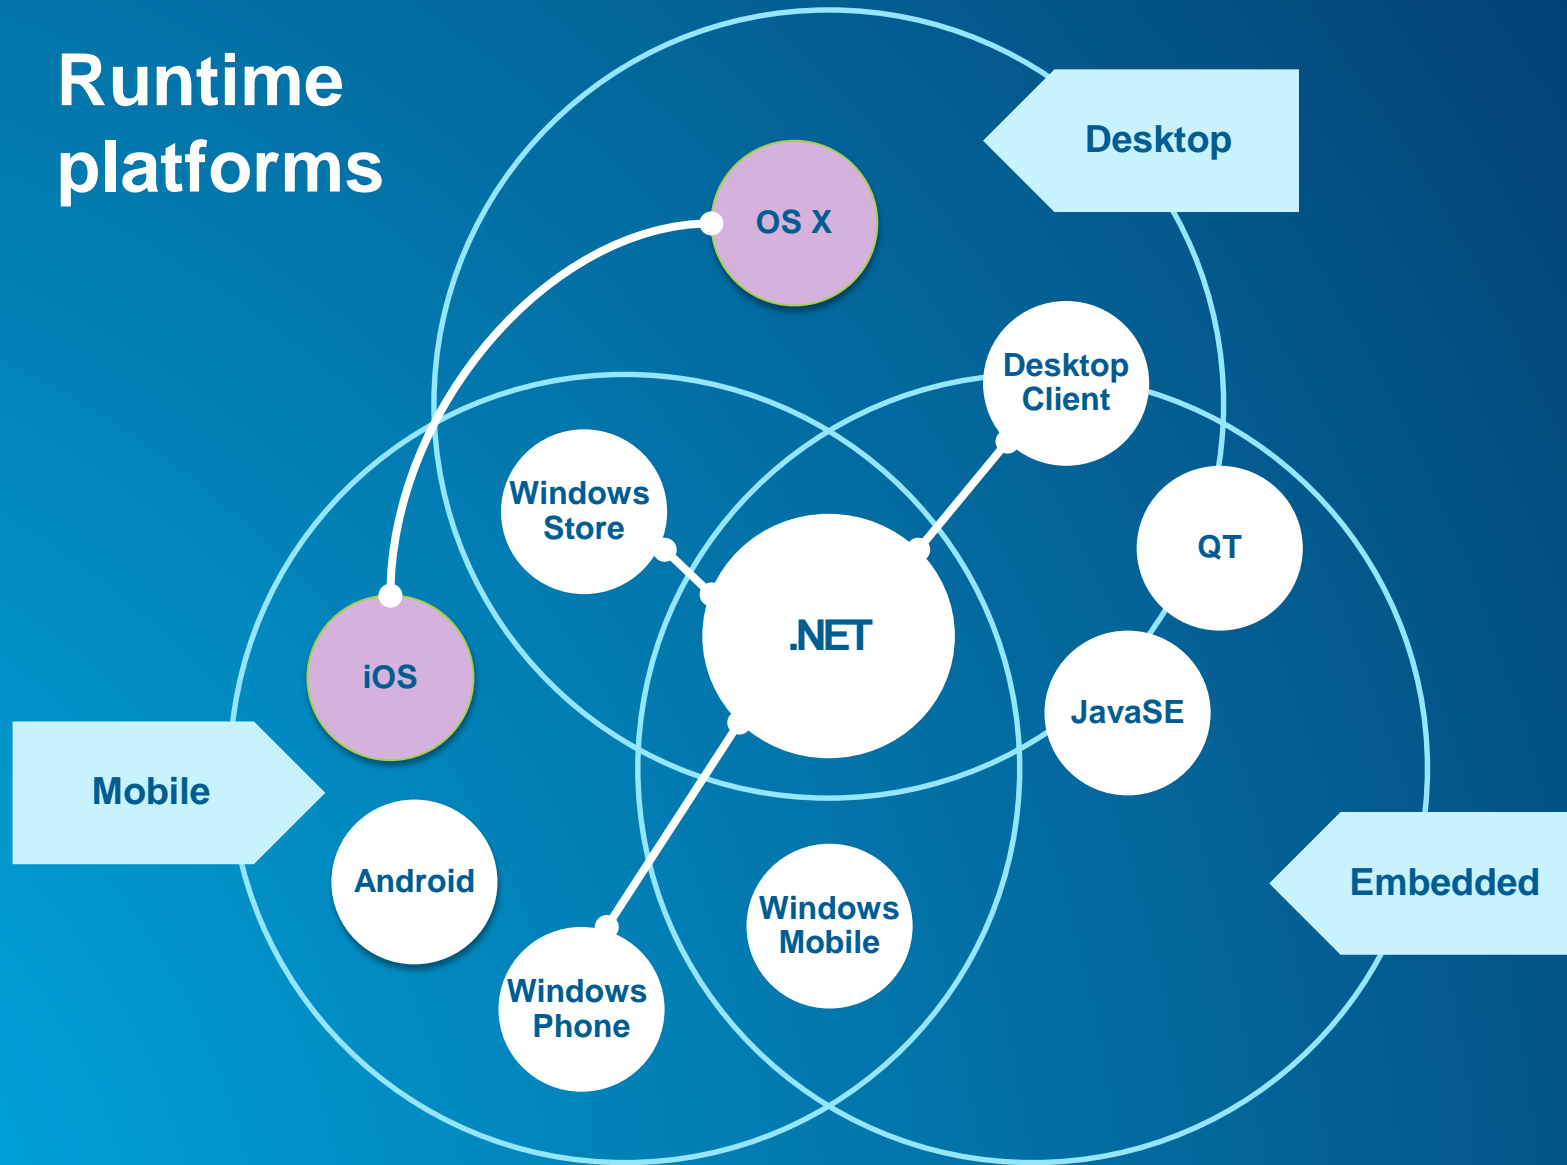 Runtime
platforms
Desktop
OS X
Desktop
Client
Windows
Store
QT
.NET
iOS
JavaSE
Mobile
Android
Embedded
Windows
Mobile
Windows
Phone